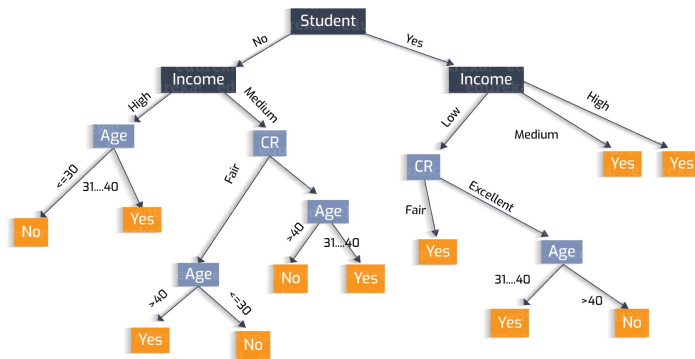 Student
No
Yes
Income
Income
High
Medium
Low
Medium
High
Age
CR
CR
Yes
Yes
<=30
31....40
Fair
Fair
Excellent
No
Yes
Age
Yes
Age
>40
31....40
Age
No
Yes
31....40
>40
>40
<=30
Yes
No
Yes
No